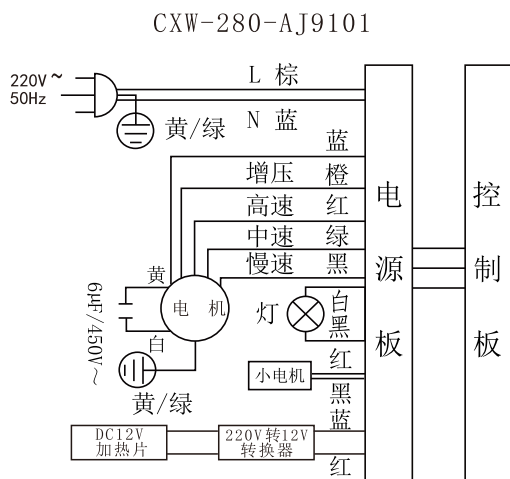 CXW-280-AJ9101
220V~
50Hz
L 棕
N 蓝
黄/绿
蓝
增压 橙
高速 红
中速 绿
慢速 黑
电源板
控制板
黄
电 机
6μF/450V~
白
黄/绿
灯
白
黑
小电机
红
黑
DC12V
加热片
220V转12V
转换器
蓝
红